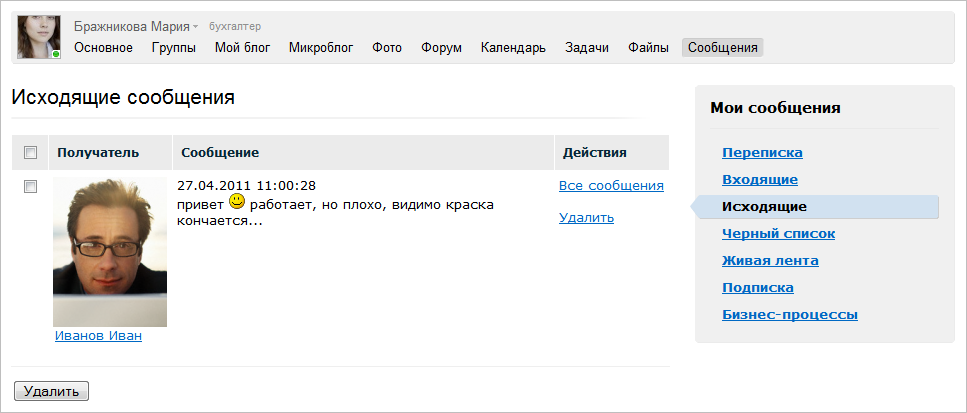 Бражникова Мария бухгалтер
Основное Группы Мой блог Микроблог Фото Форум Календарь Задачи Файлы Сообщения
Исходящие сообщения
Получатель Сообщение Действия
27.04.2011 11:00:28 Все сообщения
привет работает, но плохо, видимо краска
кончается... Удалить
Иванов Иван
Удалить
Мои сообщения
Переписка
Входящие
Исходящие
Черный список
Живая лента
Подписка
Бизнес-процессы